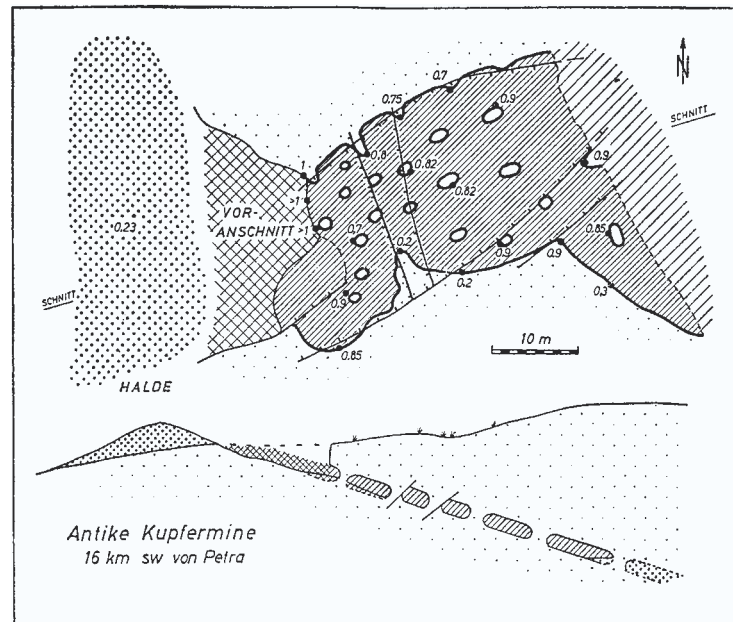 N
SCHNITT
0.7
0.75
0.9
0.8
0.82
0.9
1
>1
0.82
VOR-
ANSCHNITT
>1
0.7
0.23
0.2
0.9
0.9
0.85
SCHNITT
0.9
0.2
0.3
0.85
10 m
HALDE
Antike Kupfermine
16 km sw von Petra